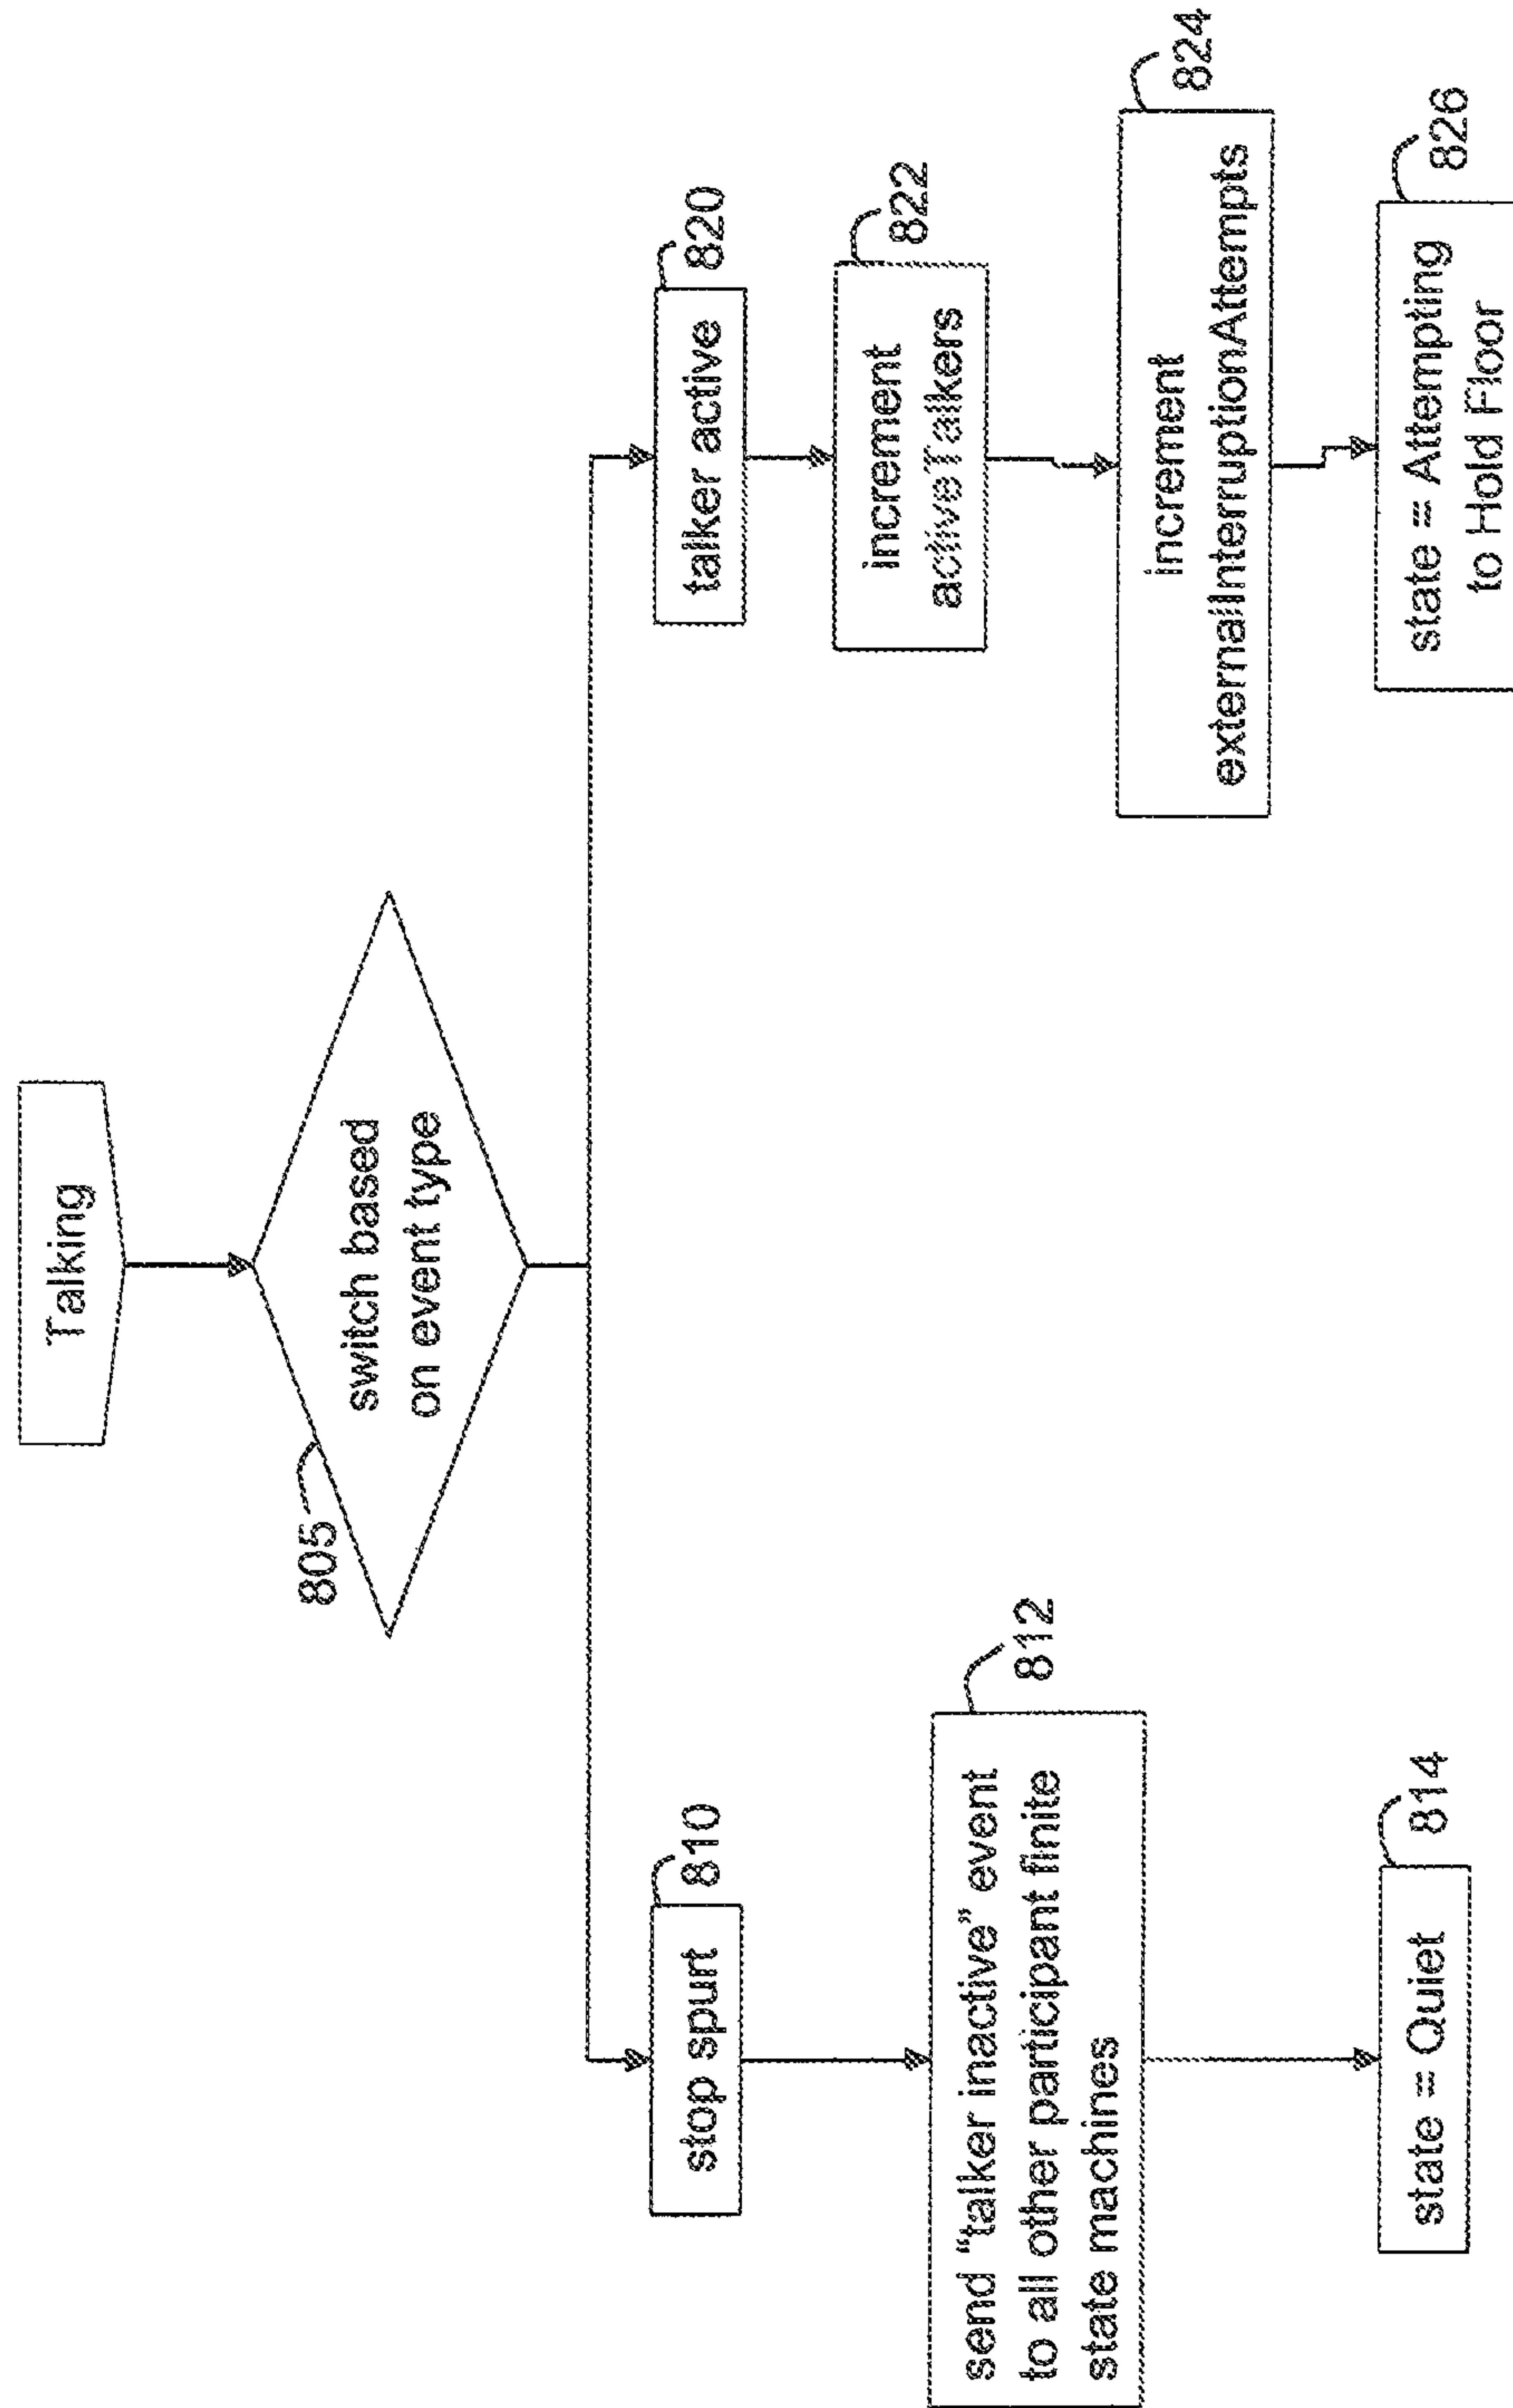 Talking
805
switch based
on event type
stop spurt
810
send “talker inactive” event
to all other participant finite
state machines
812
state = Quiet
814
talker active
820
increment
activeTalkers
822
increment
externalInterruptionAttempts
824
state = Attempting
to Hold Floor
826